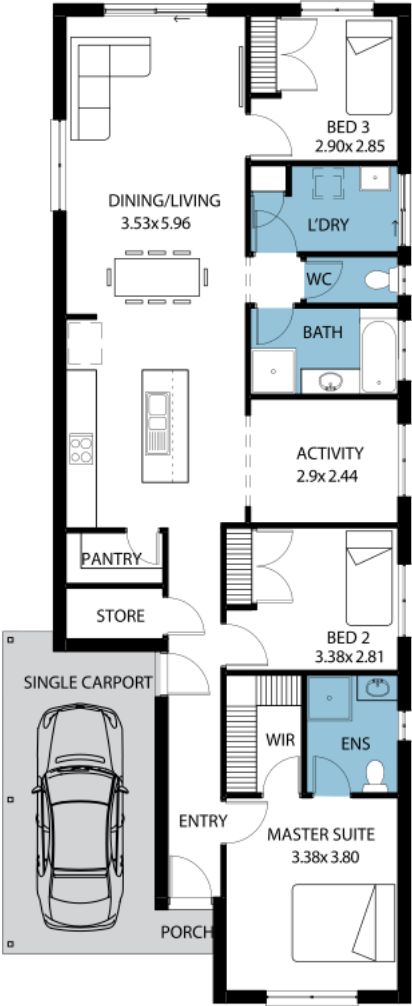 BED 3
2.90x 2.85
DINING/LIVING
3.53x 5.96
L'DRY
WC
BATH
ACTIVITY
2.9x 2.44
PANTRY
STORE
BED 2
3.38x 2.81
SINGLE CARPORT
WIR
ENS
ENTRY
MASTER SUITE
3.38x 3.80
PORCH